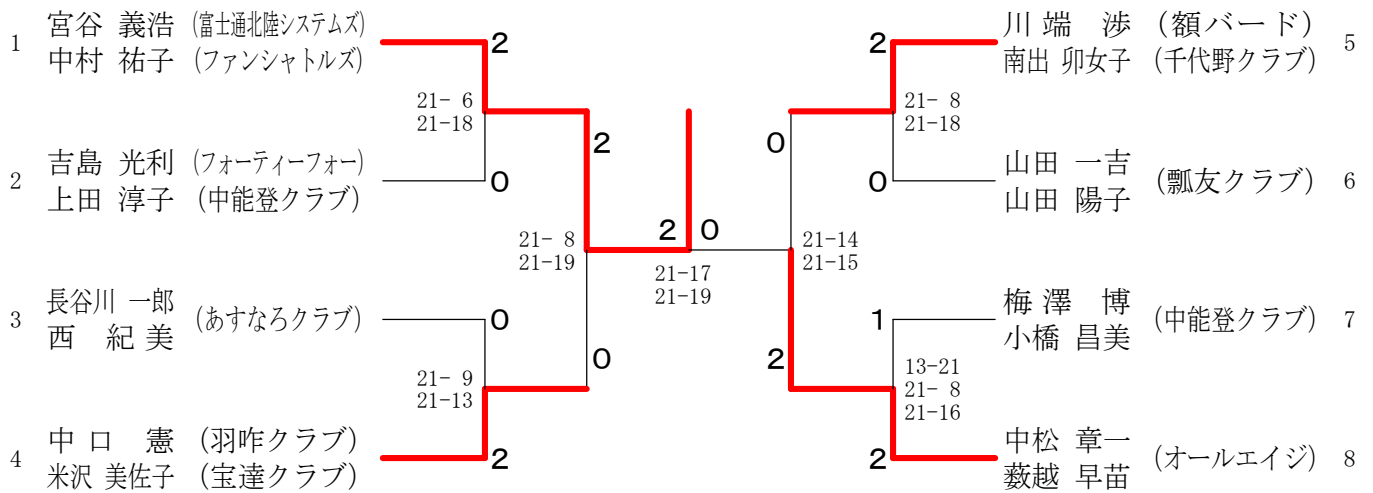 1 宮谷 義浩 (富士通北陸システムズ)
中村 祐子 (ファンシャトルズ)
2
21- 6
21-18
2 吉島 光利 (フォーティーフォー)
上田 淳子 (中能登クラブ)
0
2
21- 8
21-19
3 長谷川 一郎 (あすなろクラブ)
西 紀美
0
21- 9
21-13
0
4 中口 憲 (羽咋クラブ)
米沢 美佐子 (宝達クラブ)
2
2 0
21-17
21-19
2 川端 渉 (額バード) 5
南出 卯女子 (千代野クラブ)
21- 8
21-18
0
0 山田 一吉 (瓢友クラブ) 6
山田 陽子
21-14
21-15
1 梅澤 博 (中能登クラブ) 7
小橋 昌美
2
13-21
21- 8
21-16
2 中松 章一 (オールエイジ) 8
薮越 早苗